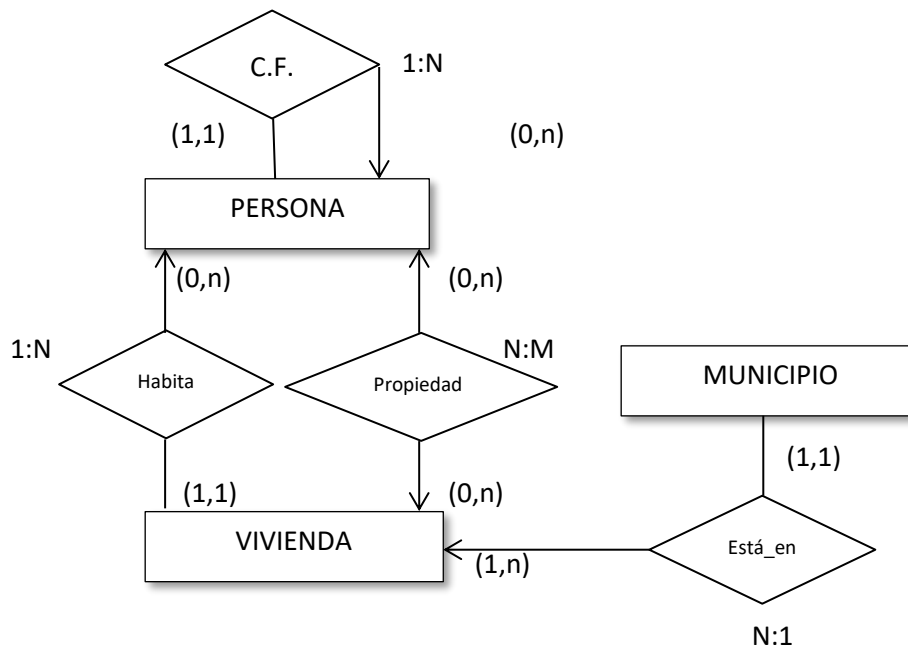 C.F.
1:N
(1,1)
(0,n)
PERSONA
(0,n)
(0,n)
1:N
N:M
Habita
Propiedad
MUNICIPIO
(1,1)
(1,1)
(0,n)
VIVIENDA
(1,n)
Está_en
N:1